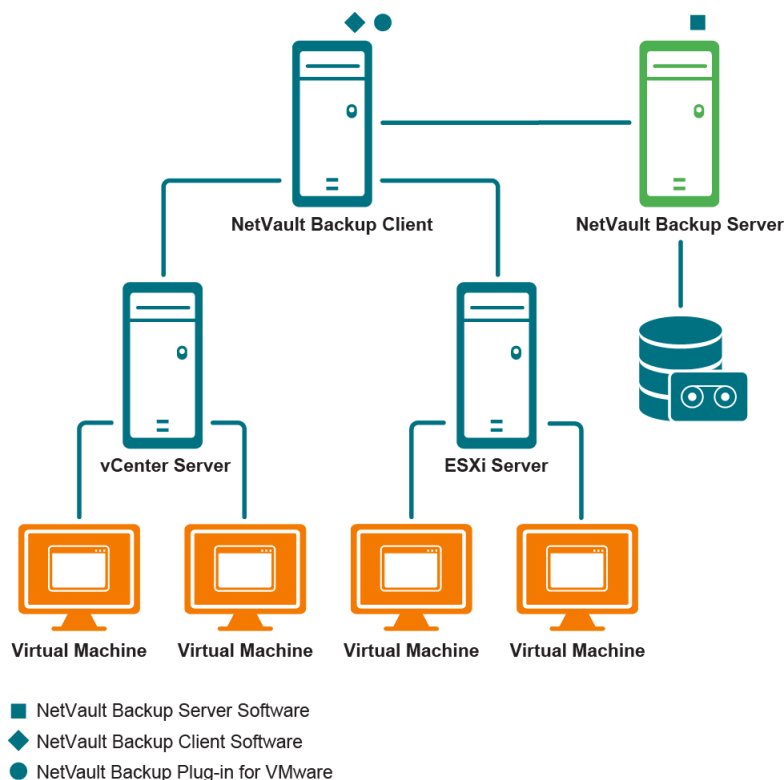 NetVault Backup Client
NetVault Backup Server
vCenter Server
ESXi Server
Virtual Machine
Virtual Machine
Virtual Machine
Virtual Machine
NetVault Backup Server Software
NetVault Backup Client Software
NetVault Backup Plug-in for VMware